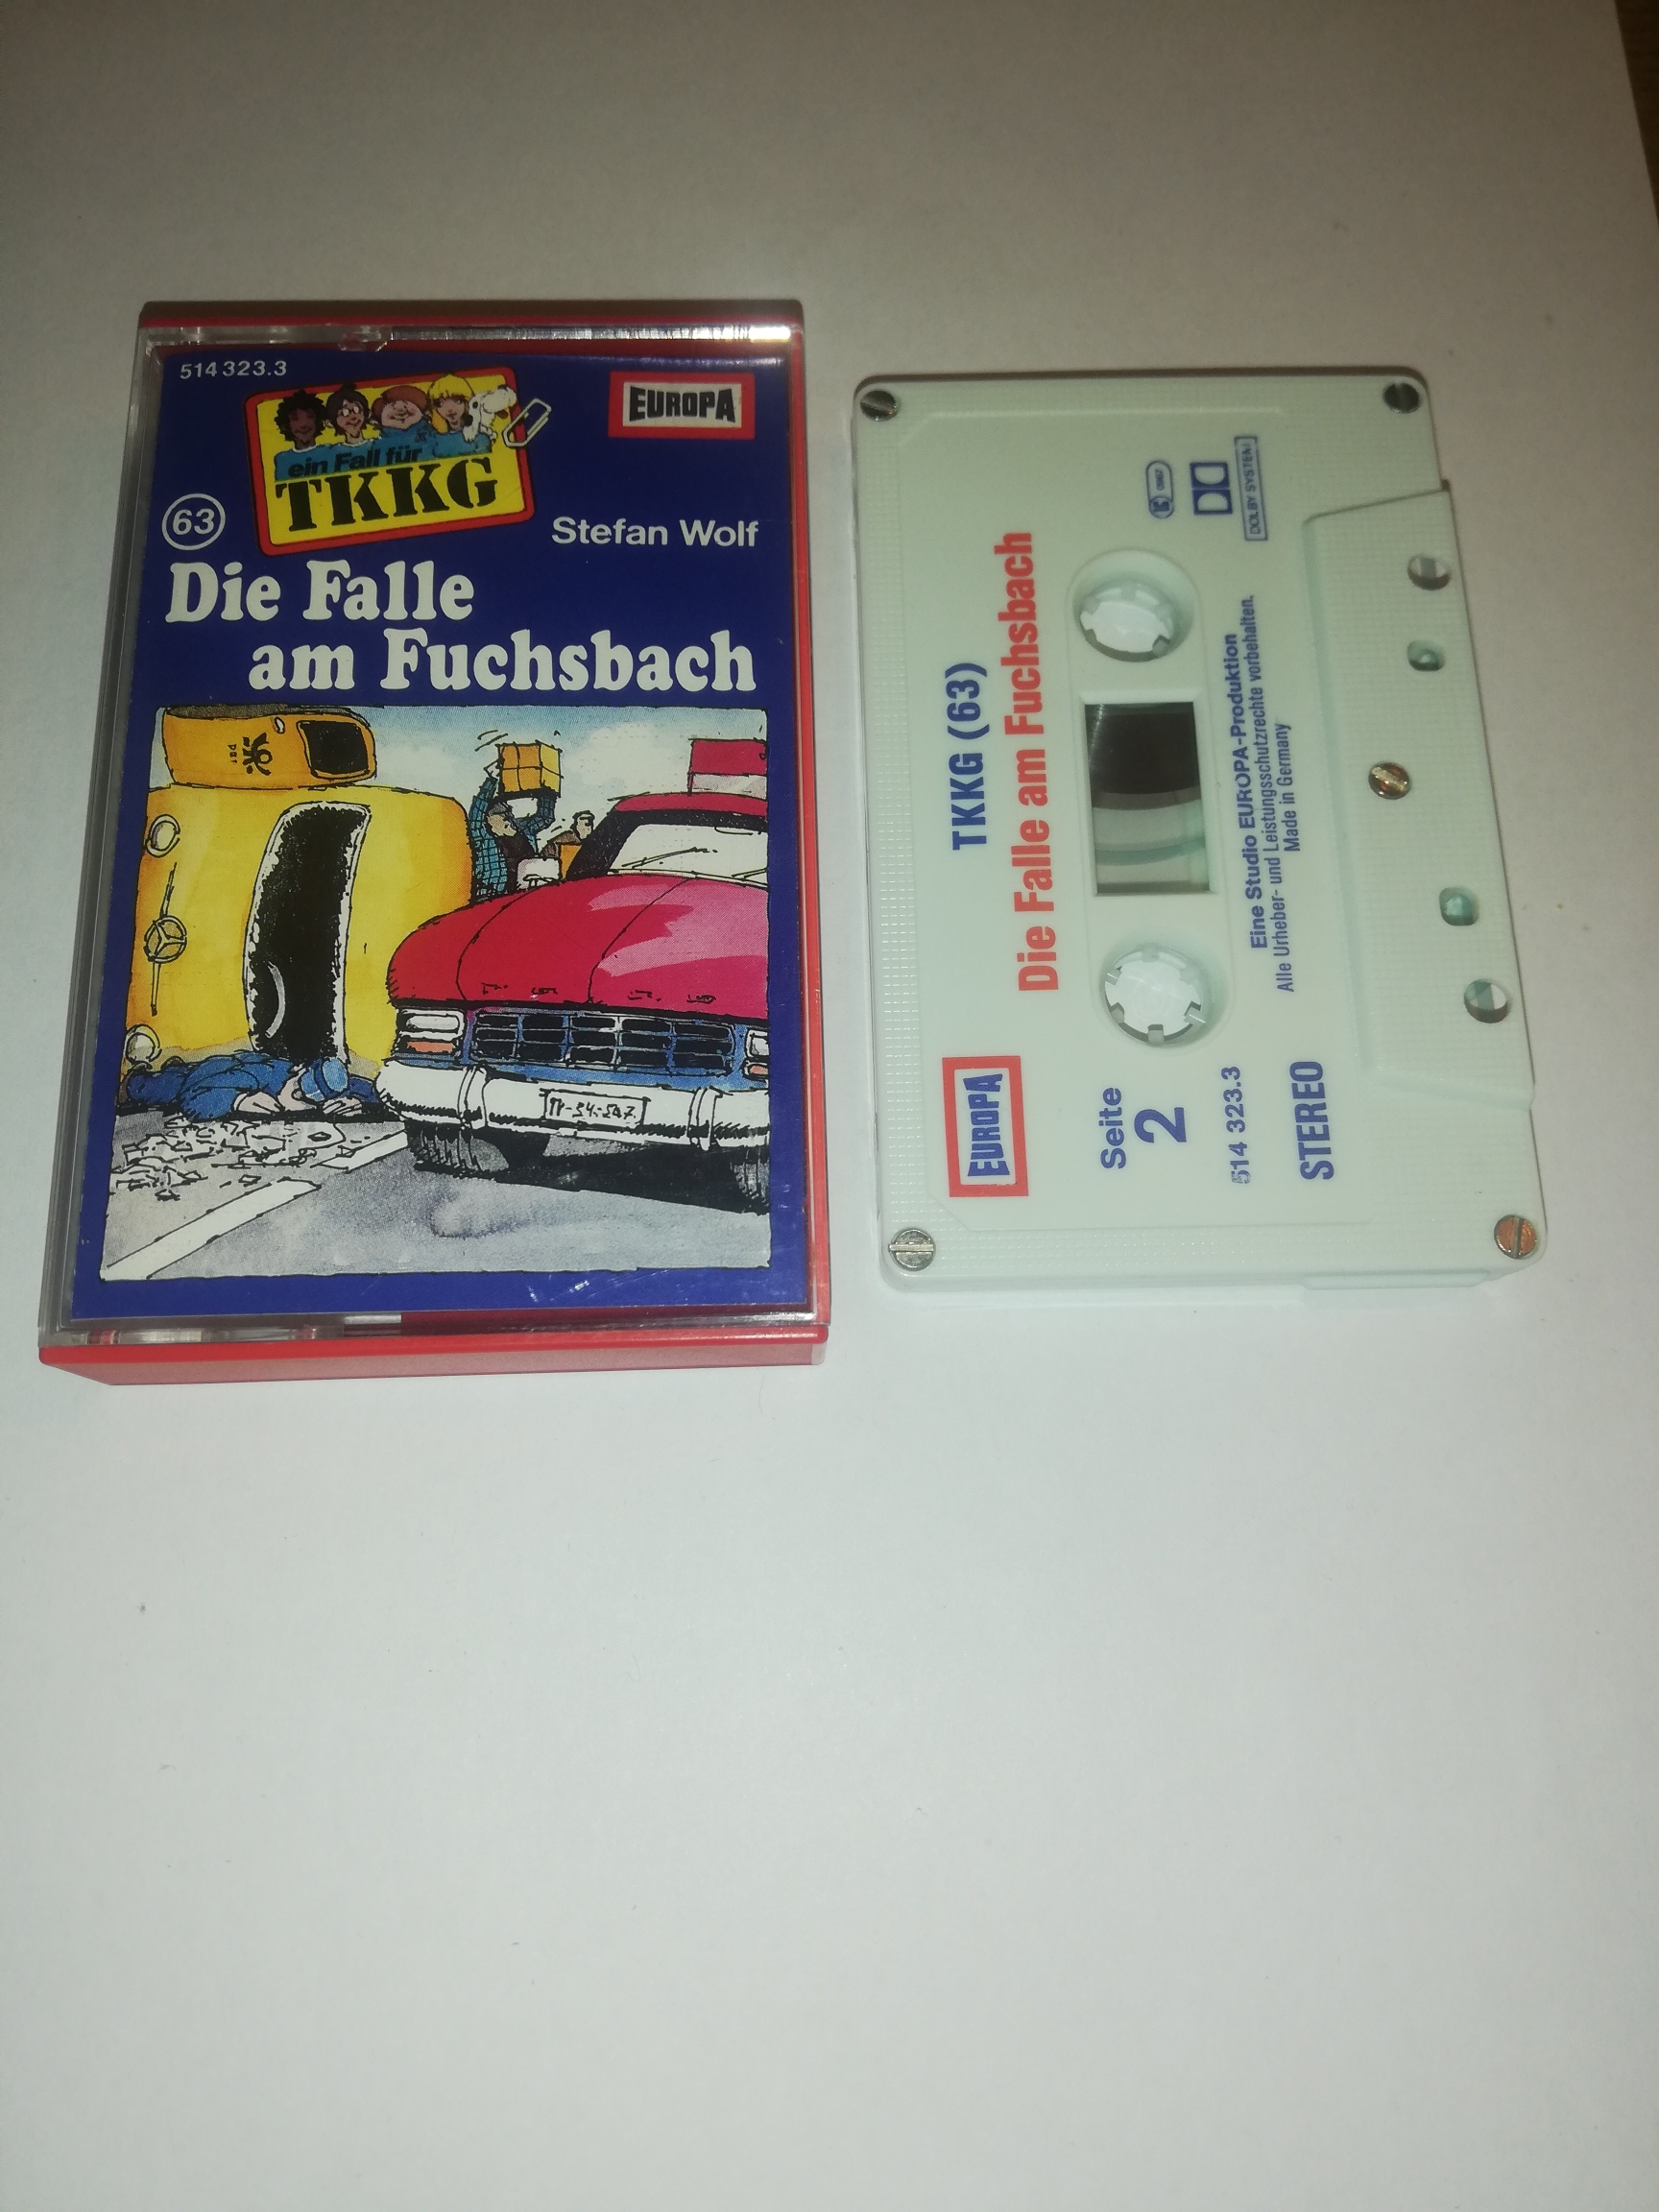 514 323.3
EUROPA
ein Fall für
TKKG
63
Stefan Wolf
Die Falle
am Fuchsbach
TKKG (63)
Die Falle am Fuchsbach
EUROPA
Seite
2
514 323.3
STEREO
DOLBY SYSTEM
Eine Studio EUROPA-Produktion
Alle Urheber- und Leistungsschutzrechte vorbehalten.
Made in Germany